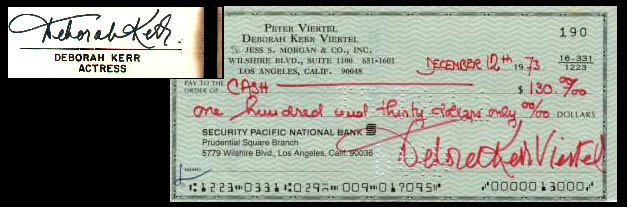 Deborah Kerr
DEBORAH KERR
ACTRESS
PETER VIERTEL
DEBORAH KERR VIERTEL
% JESS S. MORGAN & CO., INC.
WILSHIRE BLVD., SUITE 1100 651-1601
LOS ANGELES, CALIF. 90048
190
DECEMBER 12th 1973
16-331
1223
PAY TO THE
ORDER OF CASH $ 130.00/00
one hundred and thirty dollars only 00/00 DOLLARS
SECURITY PACIFIC NATIONAL BANK
Prudential Square Branch
5779 Wilshire Blvd., Los Angeles, Calif. 90036
Deborah Kerr Viertel
MEMO